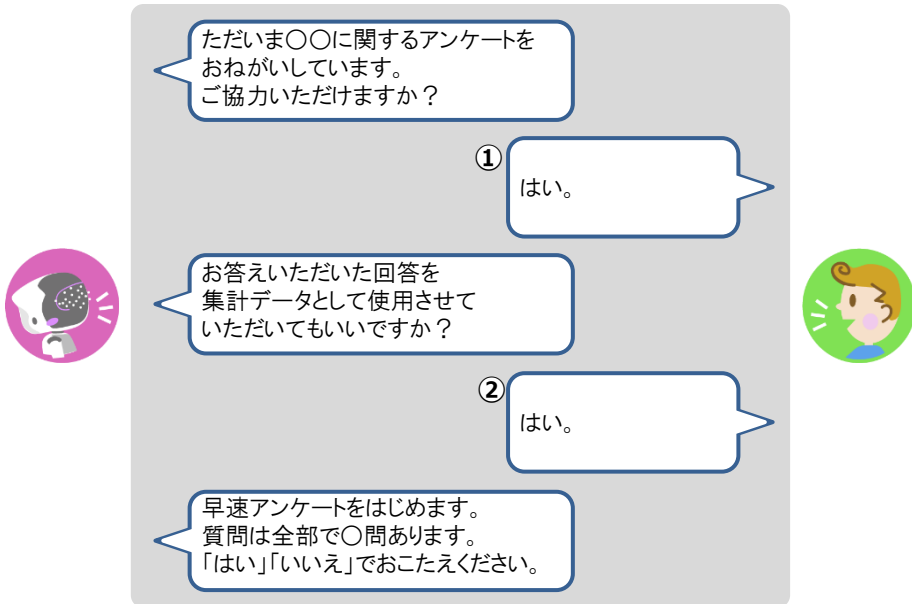 ただいま〇〇に関するアンケートを
おねがいしています。
ご協力いただけますか？
①
はい。
お答えいただいた回答を
集計データとして使用させて
いただいてもいいですか？
②
はい。
早速アンケートをはじめます。
質問は全部で〇問あります。
「はい」「いいえ」でおこたえください。